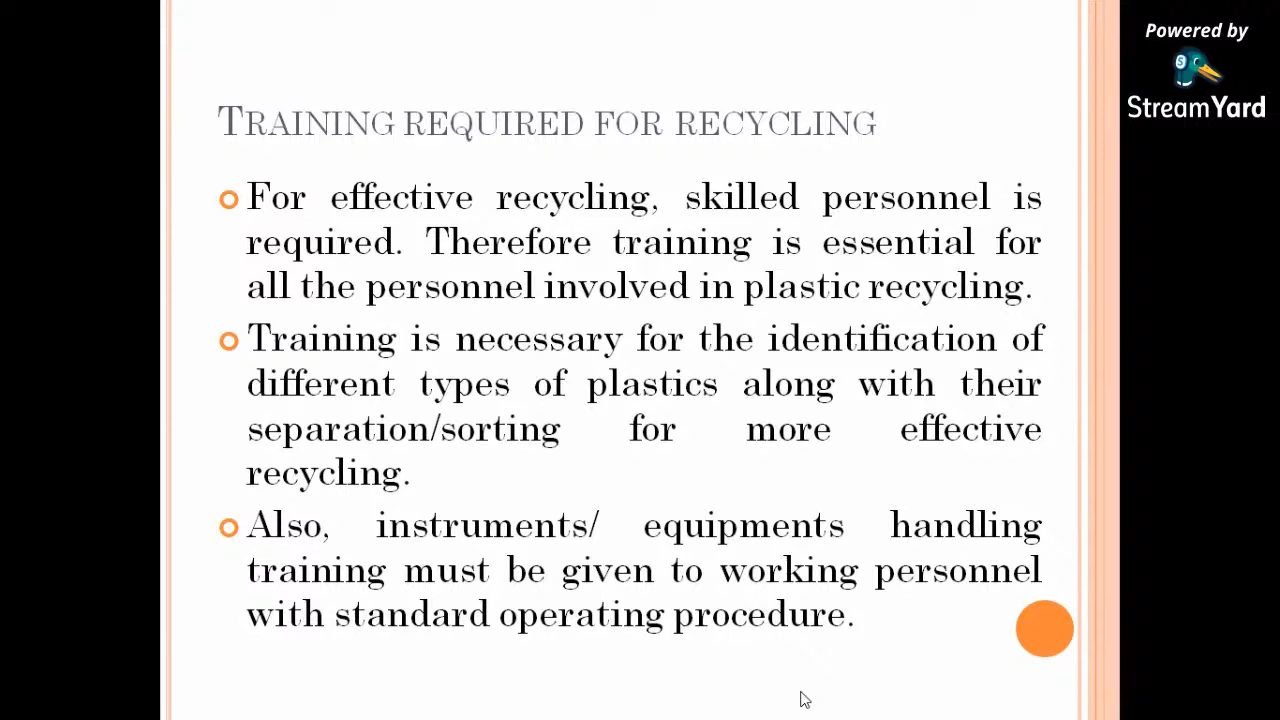 Powered by
StreamYard
TRAINING REQUIRED FOR RECYCLING
For effective recycling, skilled personnel is
required. Therefore training is essential for
all the personnel involved in plastic recycling.
Training is necessary for the identification of
different types of plastics along with their
separation/sorting for more effective
recycling.
Also, instruments/ equipments handling
training must be given to working personnel
with standard operating procedure.